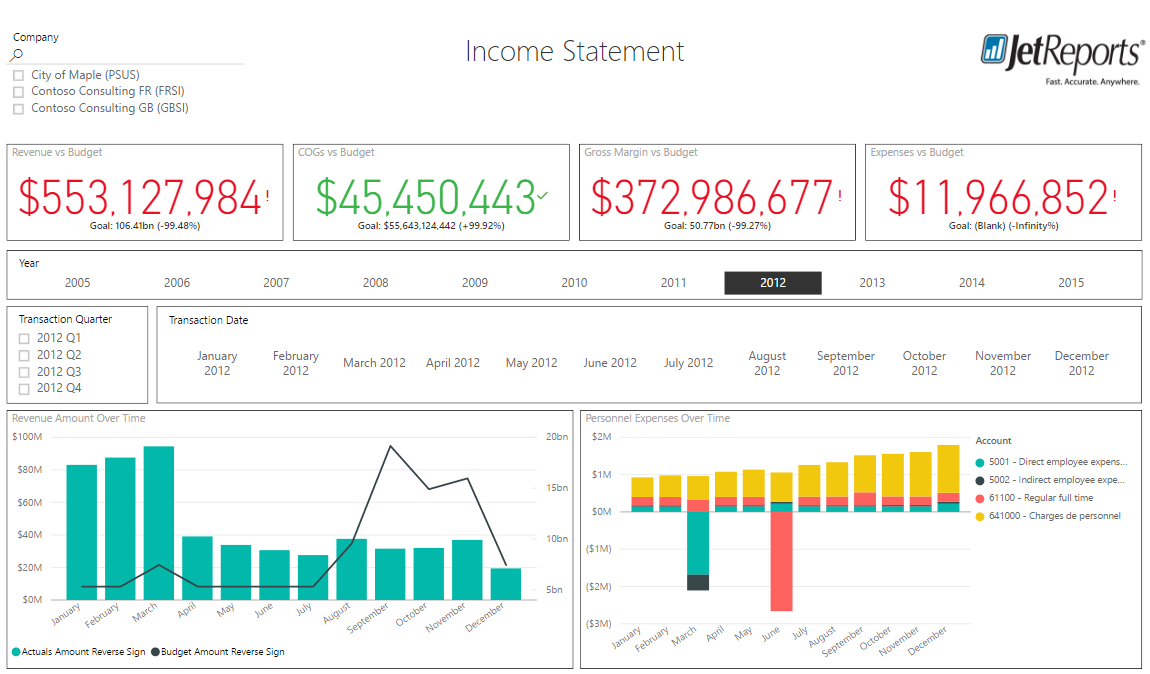 Company
City of Maple (PSUS)
Contoso Consulting FR (FRSI)
Contoso Consulting GB (GBSI)
Income Statement
JetReports®
Fast. Accurate. Anywhere.
Revenue vs Budget
$553,127,984!
Goal: 106.41bn (-99.48%)
COGs vs Budget
$45,450,443✓
Goal: $55,643,124,442 (+99.92%)
Gross Margin vs Budget
$372,986,677!
Goal: 50.77bn (-99.27%)
Expenses vs Budget
$11,966,852!
Goal: (Blank) (-Infinity%)
Year
2005 2006 2007 2008 2009 2010 2011 2012 2013 2014 2015
Transaction Quarter
2012 Q1
2012 Q2
2012 Q3
2012 Q4
Transaction Date
January 2012
February 2012
March 2012
April 2012
May 2012
June 2012
July 2012
August 2012
September 2012
October 2012
November 2012
December 2012
Revenue Amount Over Time
$100M
$80M
$60M
$40M
$20M
$0M
20bn
15bn
10bn
5bn
January February March April May June July August September October November December
Actuals Amount Reverse Sign Budget Amount Reverse Sign
Personnel Expenses Over Time
$2M
$1M
$0M
($1M)
($2M)
($3M)
January February March April May June July August September October November December
Account
5001 - Direct employee expens...
5002 - Indirect employee expe...
61100 - Regular full time
641000 - Charges de personnel